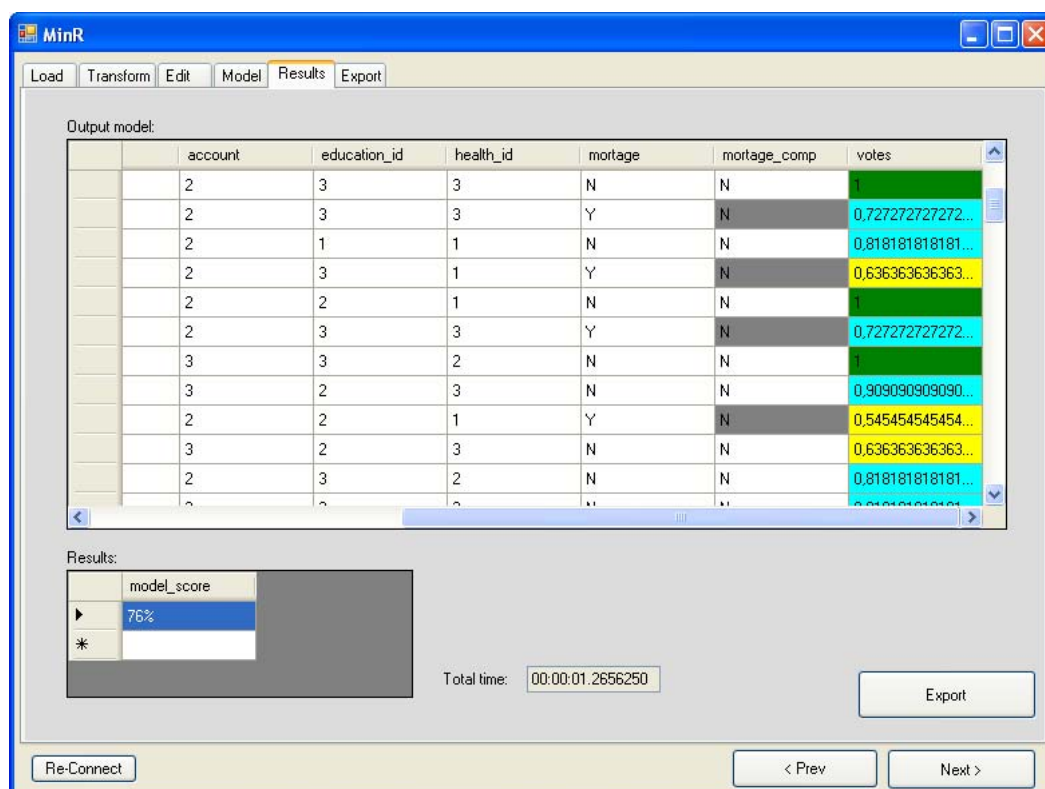 MinR
Load Transform Edit Model Results Export
Output model:
account education_id health_id mortage mortage_comp votes
2 3 3 N N 1
2 3 3 Y N 0,727272727272...
2 1 1 N N 0,818181818181...
2 3 1 Y N 0,636363636363...
2 2 1 N N 1
2 3 3 Y N 0,727272727272...
3 3 2 N N 1
3 2 3 N N 0,909090909090...
2 2 1 Y N 0,545454545454...
3 2 3 N N 0,636363636363...
2 3 2 N N 0,818181818181...
Results:
model_score
76%
Total time: 00:00:01.2656250
Export
Re-Connect < Prev Next >